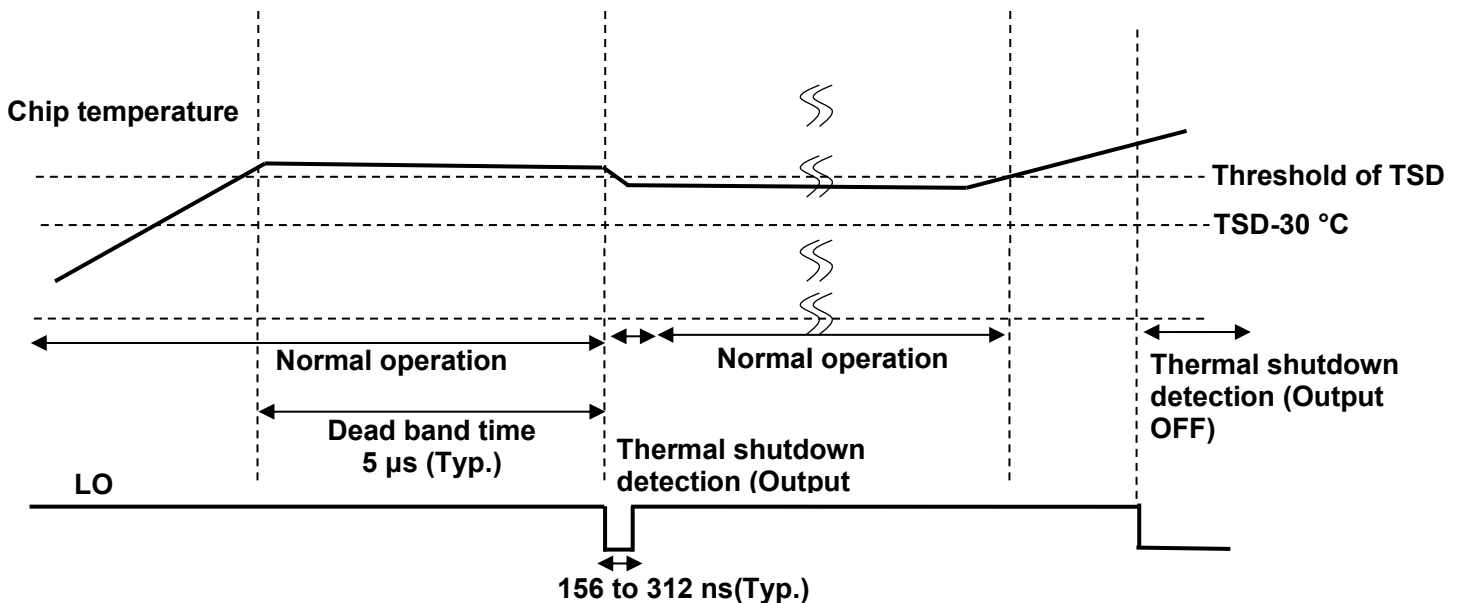 Chip temperature
Threshold of TSD
TSD-30 °C
Normal operation
Normal operation
Thermal shutdown
detection (Output
OFF)
Dead band time
5 µs (Typ.)
Thermal shutdown
detection (Output
LO
156 to 312 ns(Typ.)